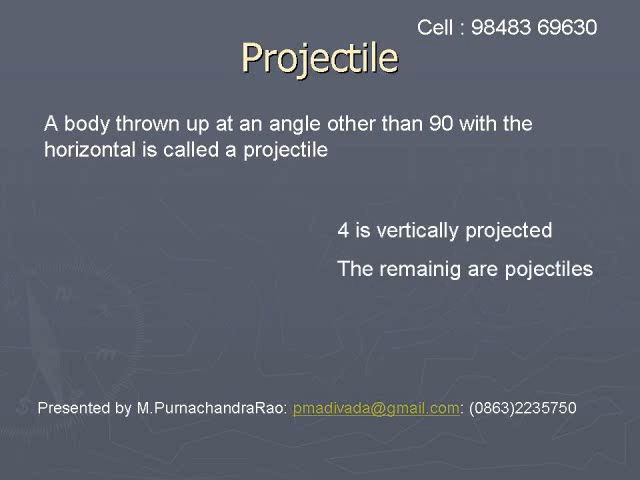 Cell : 98483 69630
Projectile
A body thrown up at an angle other than 90 with the
horizontal is called a projectile
4 is vertically projected
The remainig are pojectiles
Presented by M.PurnachandraRao: pmadivada@gmail.com: (0863)2235750